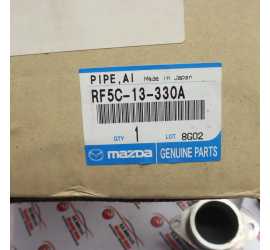 PIPE,AI Made in Japan
RF5C-13-330A
QTY 1 LOT 8G02
mazda GENUINE PARTS